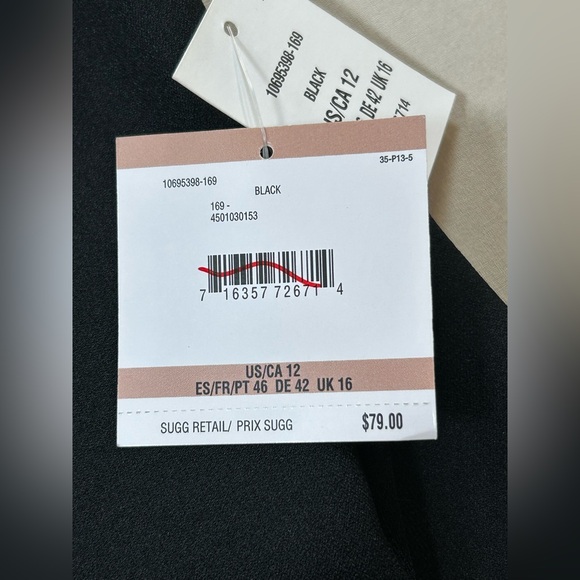 10695398-169
BLACK
US/CA 12
DE 42 UK 16
714
35-P13-5
10695398-169
BLACK
169 -
4501030153
7 16357 72671 4
US/CA 12
ES/FR/PT 46 DE 42 UK 16
SUGG RETAIL/ PRIX SUGG $79.00